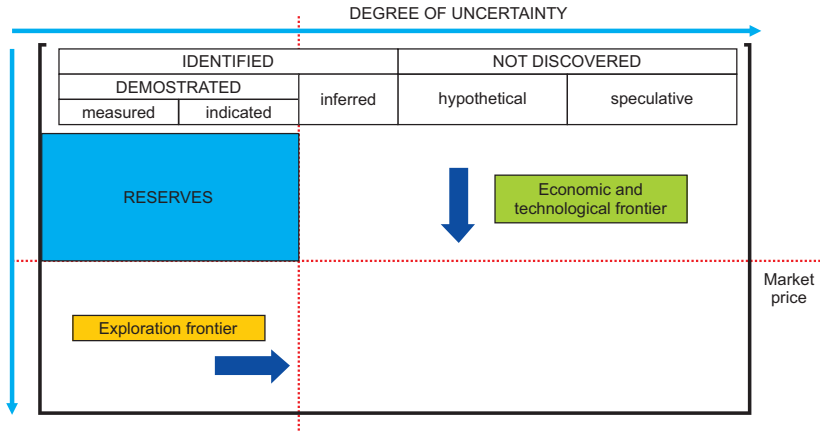 DEGREE OF UNCERTAINTY
IDENTIFIED
NOT DISCOVERED
DEMOSTRATED
inferred
hypothetical
speculative
measured
indicated
RESERVES
Economic and
technological frontier
Market
price
Exploration frontier